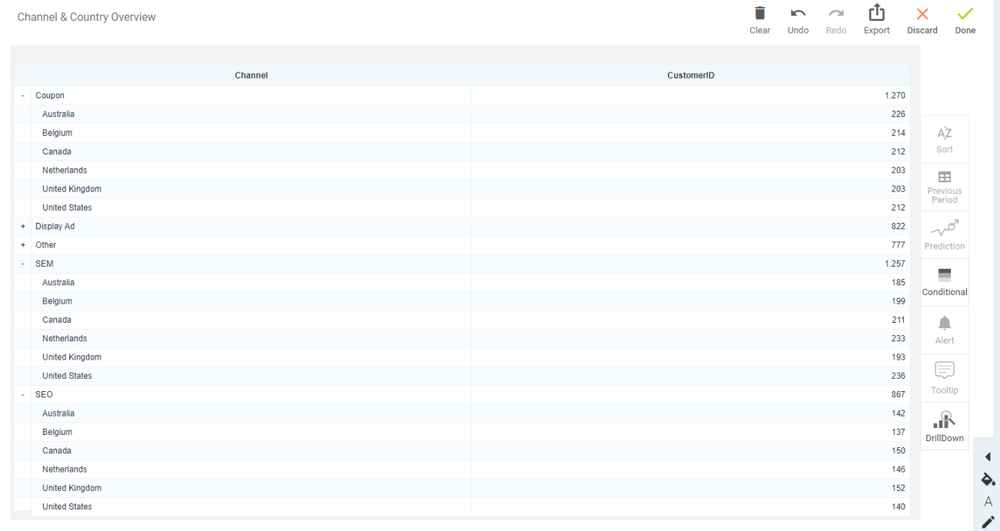 Channel & Country Overview
Clear Undo Redo Export Discard Done
Channel CustomerID
- Coupon 1.270
Australia 226
Belgium 214
Canada 212
Netherlands 203
United Kingdom 203
United States 212
+ Display Ad 822
+ Other 777
- SEM 1.257
Australia 185
Belgium 199
Canada 211
Netherlands 233
United Kingdom 193
United States 236
- SEO 867
Australia 142
Belgium 137
Canada 150
Netherlands 146
United Kingdom 152
United States 140
AZ
Sort
Previous
Period
Prediction
Conditional
Alert
Tooltip
DrillDown
A